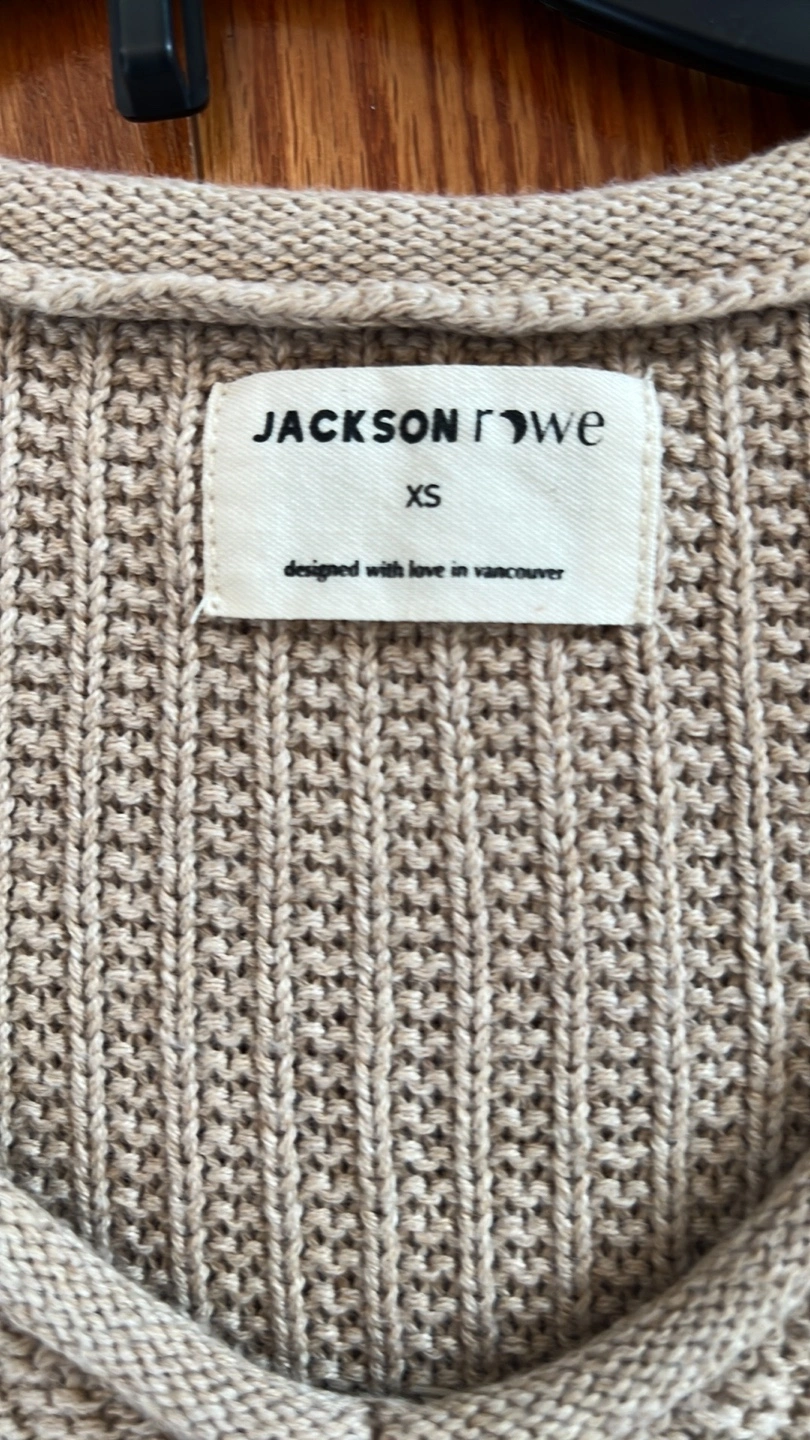 JACKSON rowe
XS
designed with love in vancouver